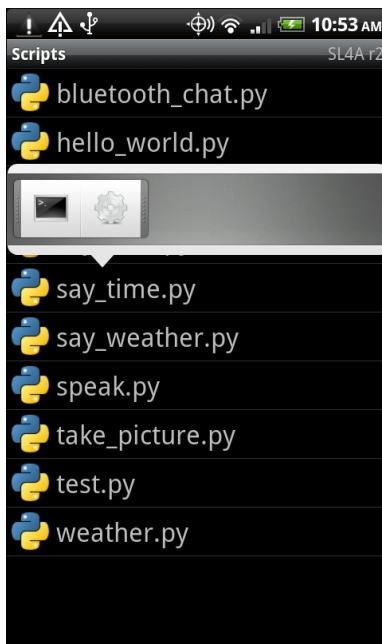 10:53 AM
Scripts SL4A r2
bluetooth_chat.py
hello_world.py
say_time.py
say_weather.py
speak.py
take_picture.py
test.py
weather.py